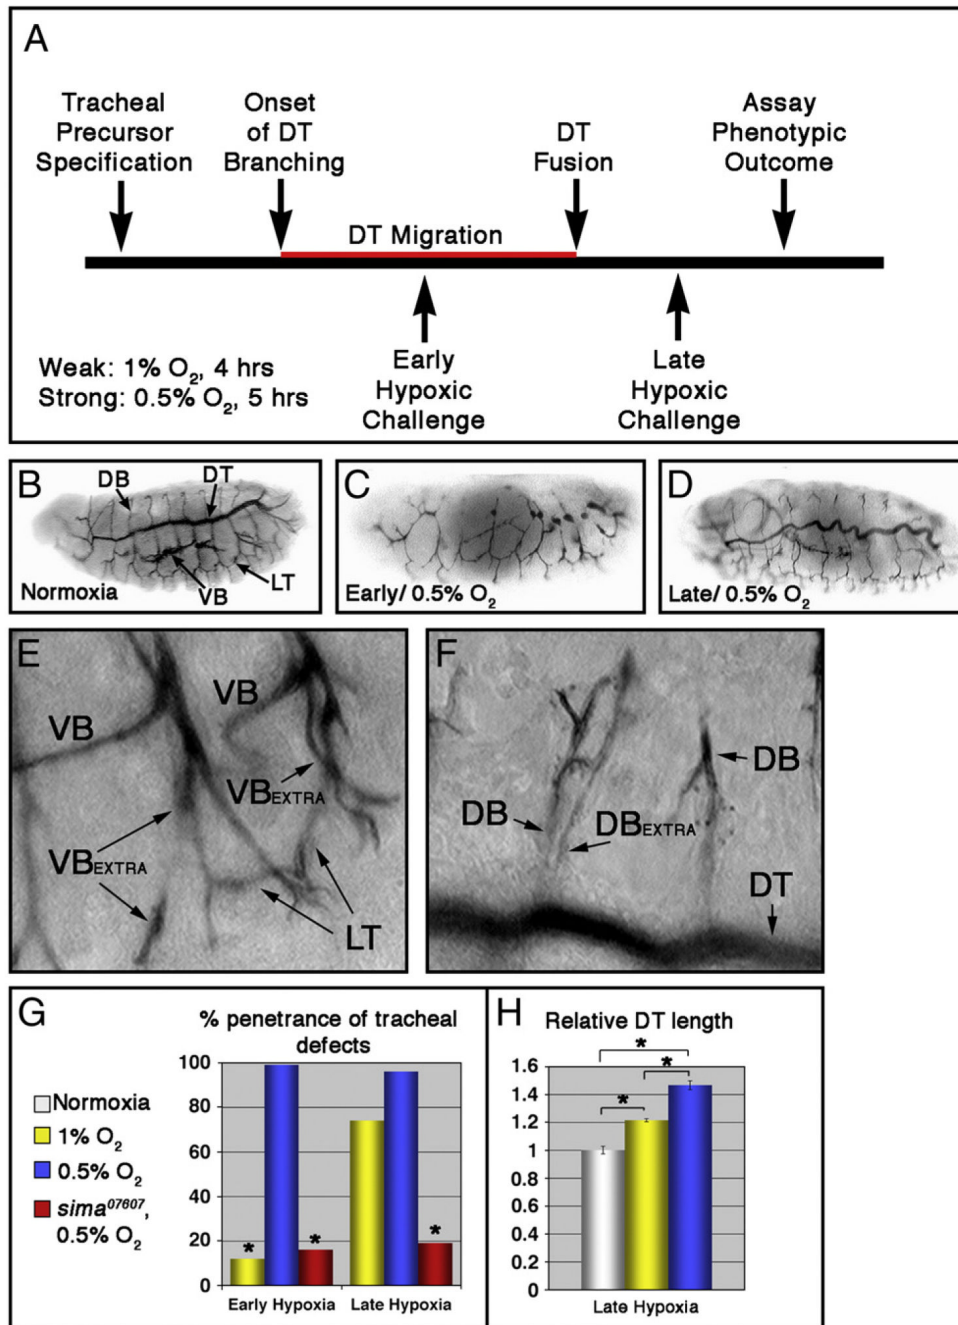 A
Tracheal
Precursor
Specification
Onset
of DT
Branching
DT
Fusion
Assay
Phenotypic
Outcome
DT Migration
Weak: 1% O₂, 4 hrs
Strong: 0.5% O₂, 5 hrs
Early
Hypoxic
Challenge
Late
Hypoxic
Challenge
B
DB
DT
VB
LT
Normoxia
C
Early/ 0.5% O₂
D
Late/ 0.5% O₂
E
VB
VB
VBEXTRA
VBEXTRA
LT
F
DB
DBEXTRA
DB
DT
G
% penetrance of tracheal
defects
Normoxia
1% O₂
0.5% O₂
sima⁰⁷⁶⁰⁷,
0.5% O₂
100
80
60
40
20
0
*
*
*
Early Hypoxia
Late Hypoxia
H
Relative DT length
*
*
*
1.6
1.4
1.2
1
0.8
0.6
0.4
0.2
0
Late Hypoxia